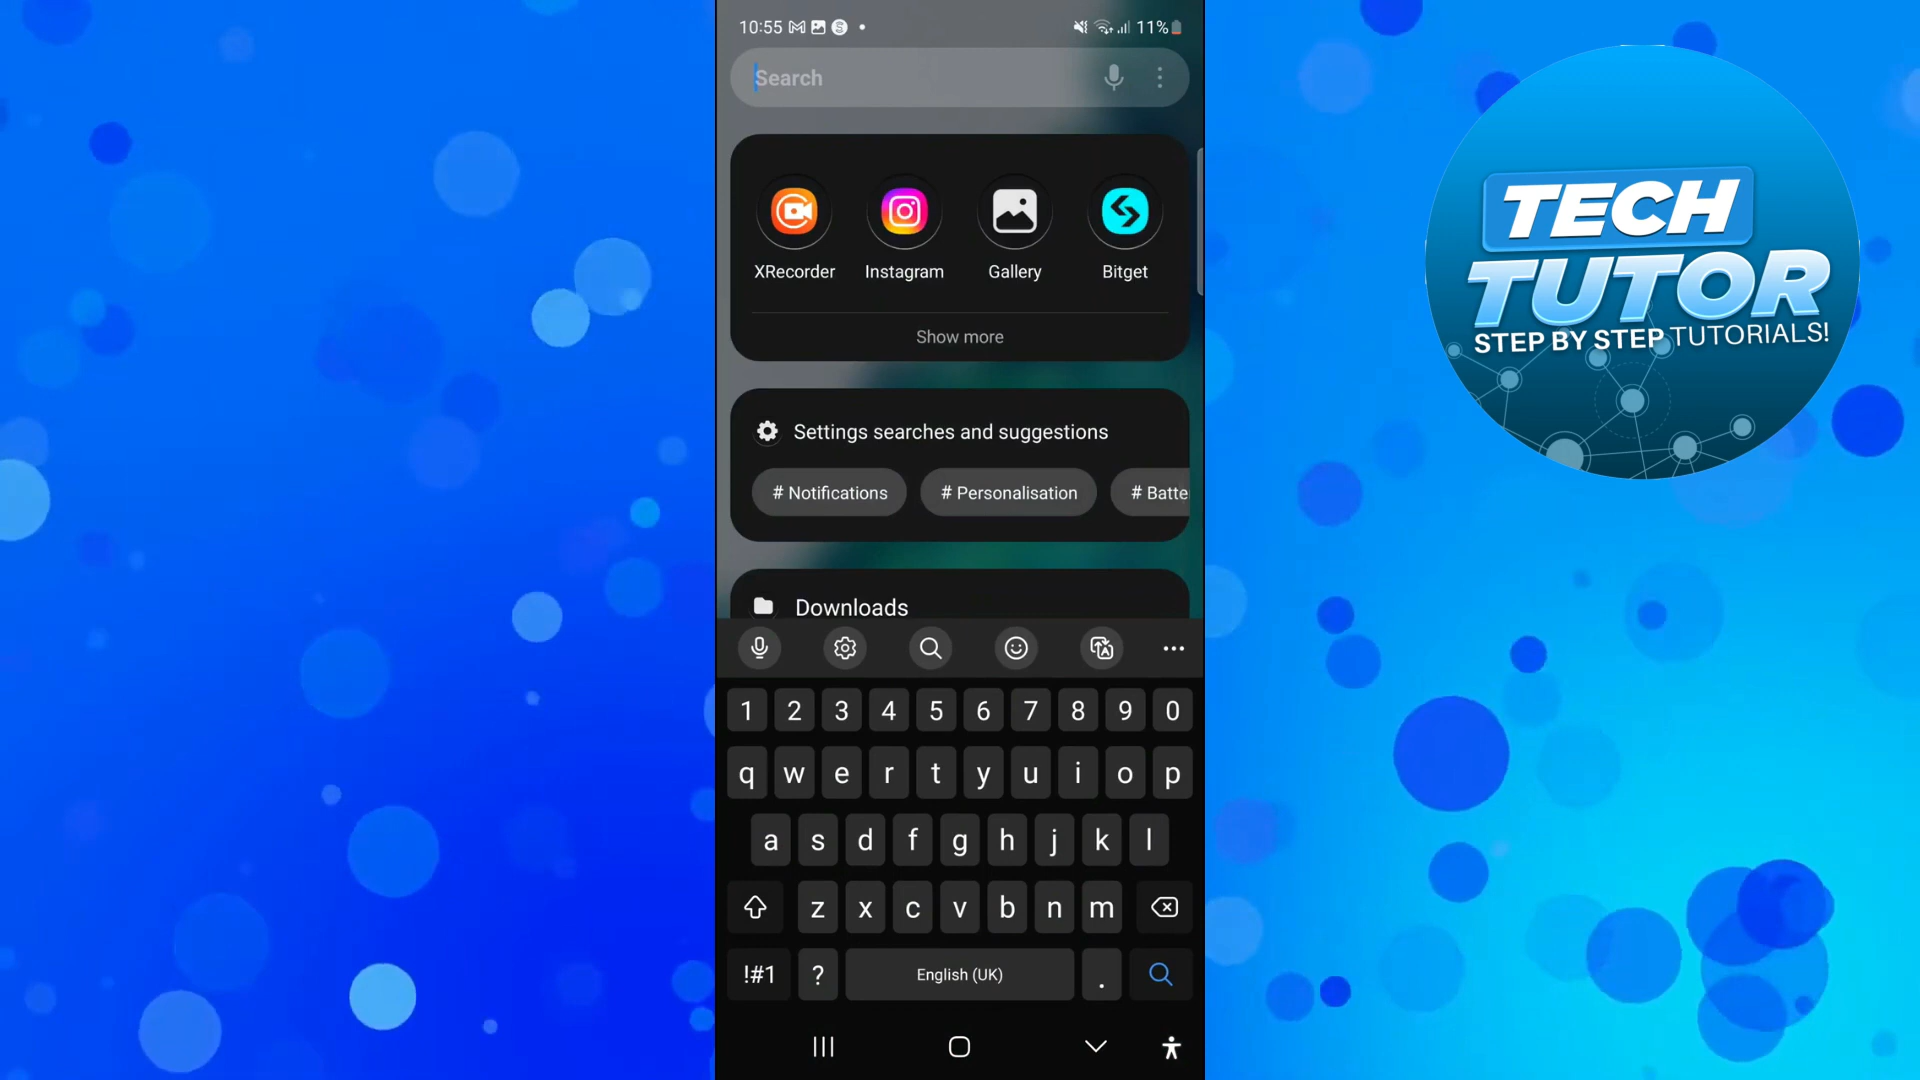 10:55 11%
Search
XRecorder Instagram Gallery Bitget
Show more
Settings searches and suggestions
# Notifications # Personalisation # Batte
Downloads
1 2 3 4 5 6 7 8 9 0
q w e r t y u i o p
a s d f g h j k l
z x c v b n m
!#1 ? English (UK) .
TECH
TUTOR
STEP BY STEP TUTORIALS!